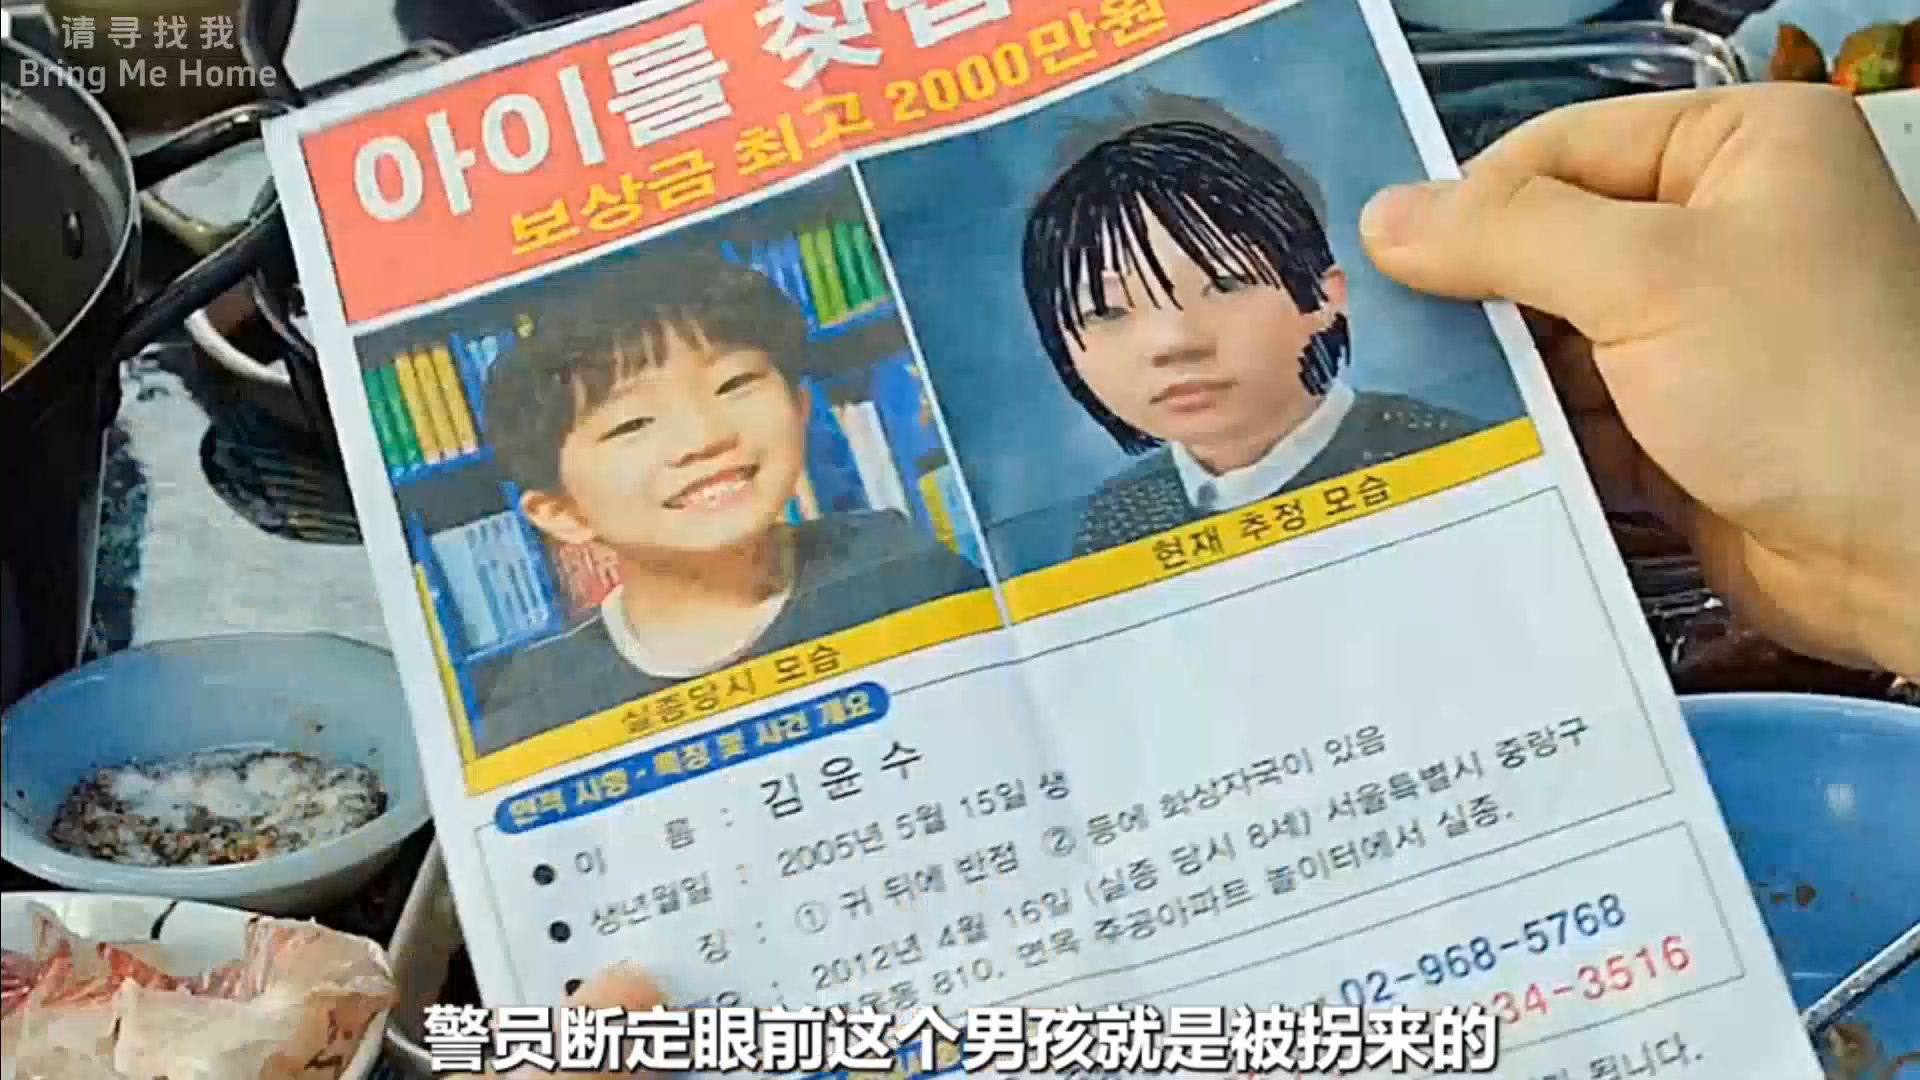 请寻找我
Bring Me Home
아이를 찾습
보상금 최고 2000만원
실종당시 모습
현재 추정 모습
인적 사항·특징 및 사건 개요
이 름 : 김윤수
생년월일 : 2005년 5월 15일 생
징 : ① 귀 뒤에 반점 ② 등에 화상자국이 있음
2012년 4월 16일 (실종 당시 8세) 서울특별시 중랑구
810. 면목 주공아파트 놀이터에서 실종.
02-968-5768
34-3516
됩니다.
警员断定眼前这个男孩就是被拐来的